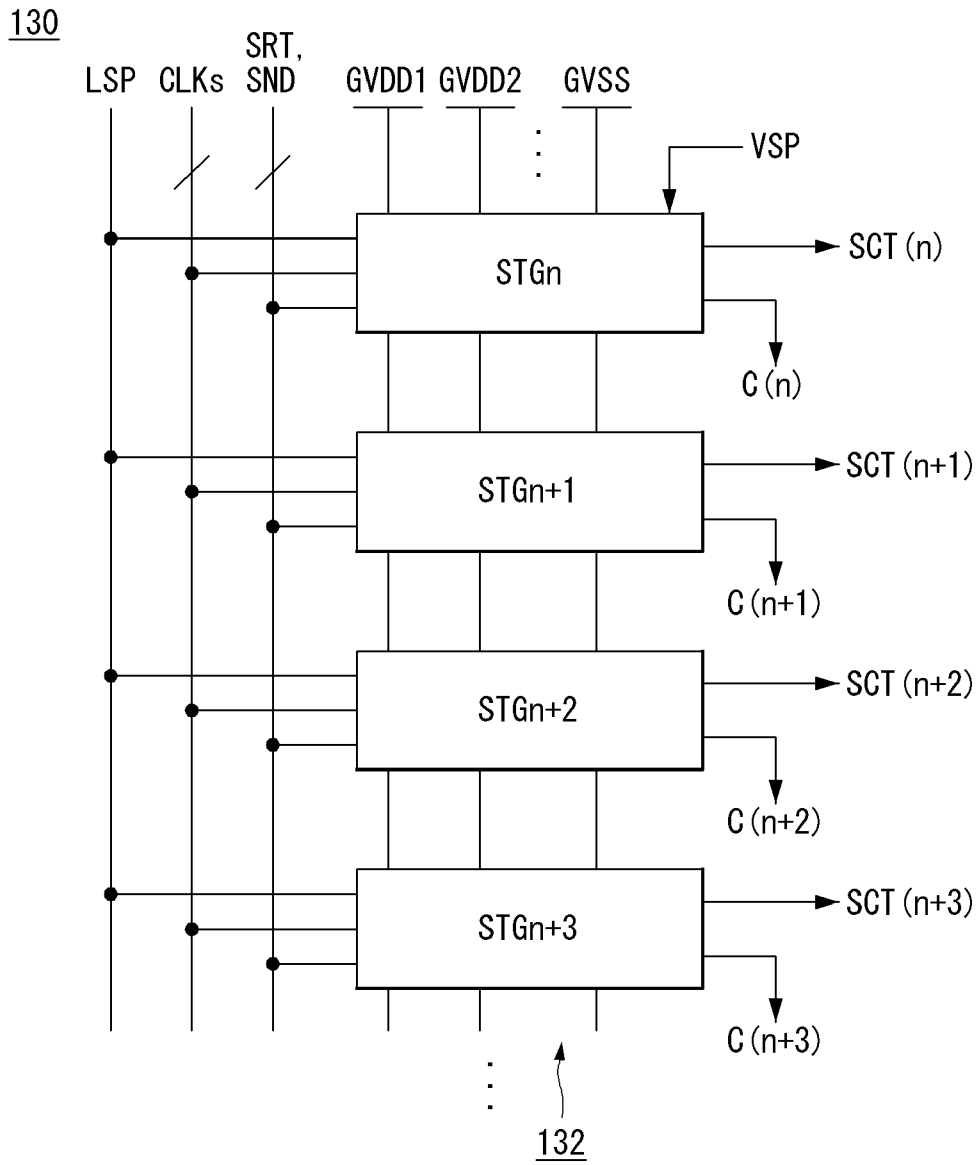 130
SRT,
LSP CLKs SND GVDD1 GVDD2 GVSS
VSP
STGn
SCT(n)
C(n)
STGn+1
SCT(n+1)
C(n+1)
STGn+2
SCT(n+2)
C(n+2)
STGn+3
SCT(n+3)
C(n+3)
132